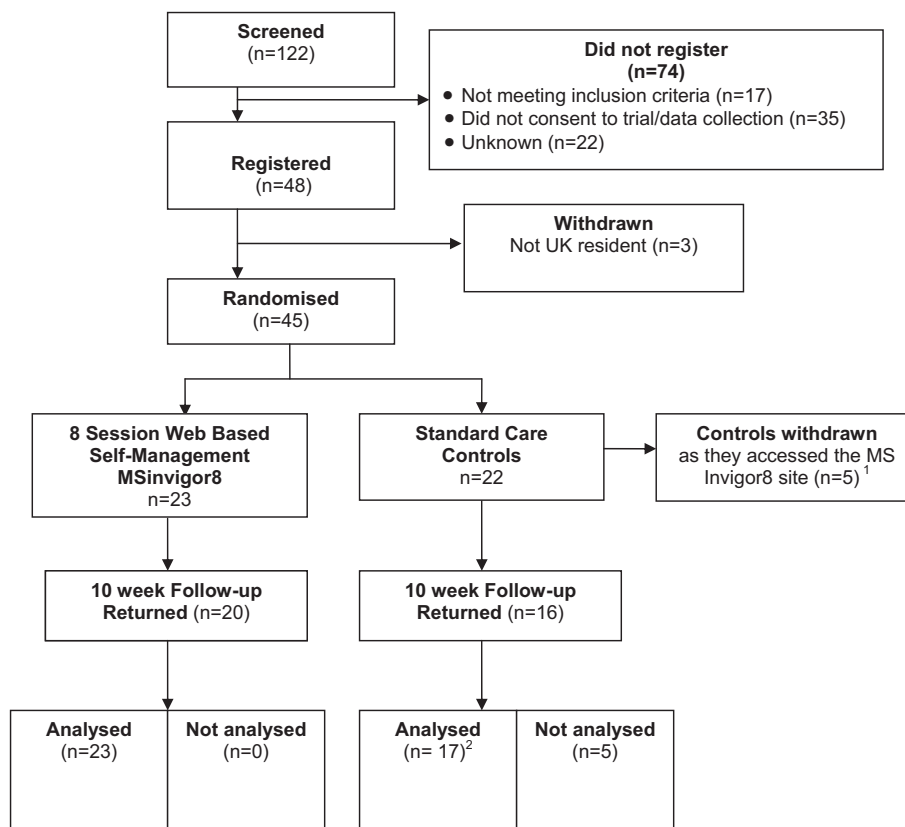 Screened
(n=122)
Did not register
(n=74)
● Not meeting inclusion criteria (n=17)
● Did not consent to trial/data collection (n=35)
● Unknown (n=22)
Registered
(n=48)
Withdrawn
Not UK resident (n=3)
Randomised
(n=45)
8 Session Web Based
Self-Management
MSinvigor8
n=23
Standard Care
Controls
n=22
Controls withdrawn
as they accessed the MS
Invigor8 site (n=5) 1
10 week Follow-up
Returned (n=20)
10 week Follow-up
Returned (n=16)
Analysed
(n=23)
Not analysed
(n=0)
Analysed
(n= 17)2
Not analysed
(n=5)